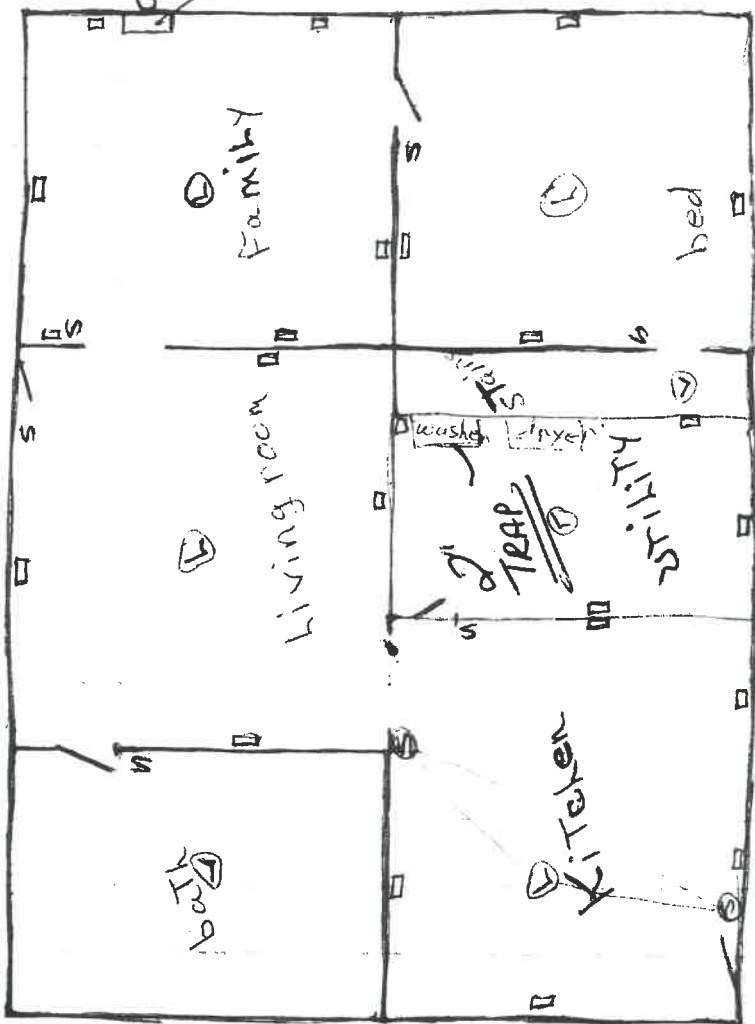 Family
L
S
bed
L
S
S
S
Stairs
L
Living room
L
S
washer
dryer
2"
TRAP
L
UTiLiTY
S
baTh
L
S
KiTchen
L
S
S